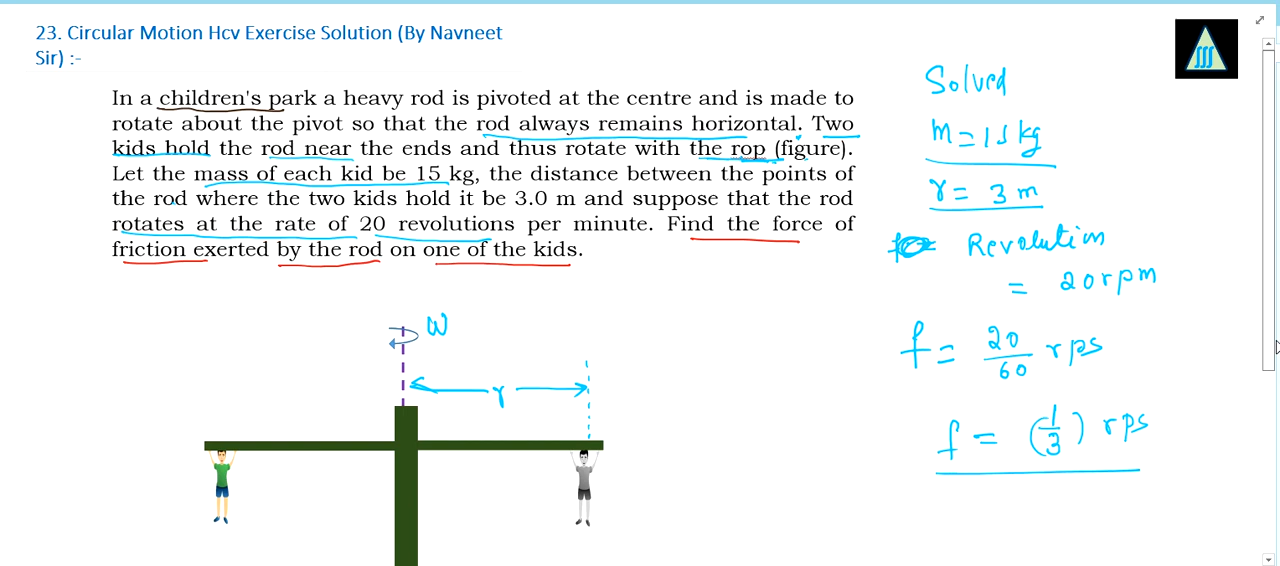 23. Circular Motion Hcv Exercise Solution (By Navneet
Sir) :-
In a children's park a heavy rod is pivoted at the centre and is made to
rotate about the pivot so that the rod always remains horizontal. Two
kids hold the rod near the ends and thus rotate with the rop (figure).
Let the mass of each kid be 15 kg, the distance between the points of
the rod where the two kids hold it be 3.0 m and suppose that the rod
rotates at the rate of 20 revolutions per minute. Find the force of
friction exerted by the rod on one of the kids.
Solved
m = 15 kg
r = 3 m
Revolution
= 20 rpm
f = 20/60 rps
f = (1/3) rps
ω
r